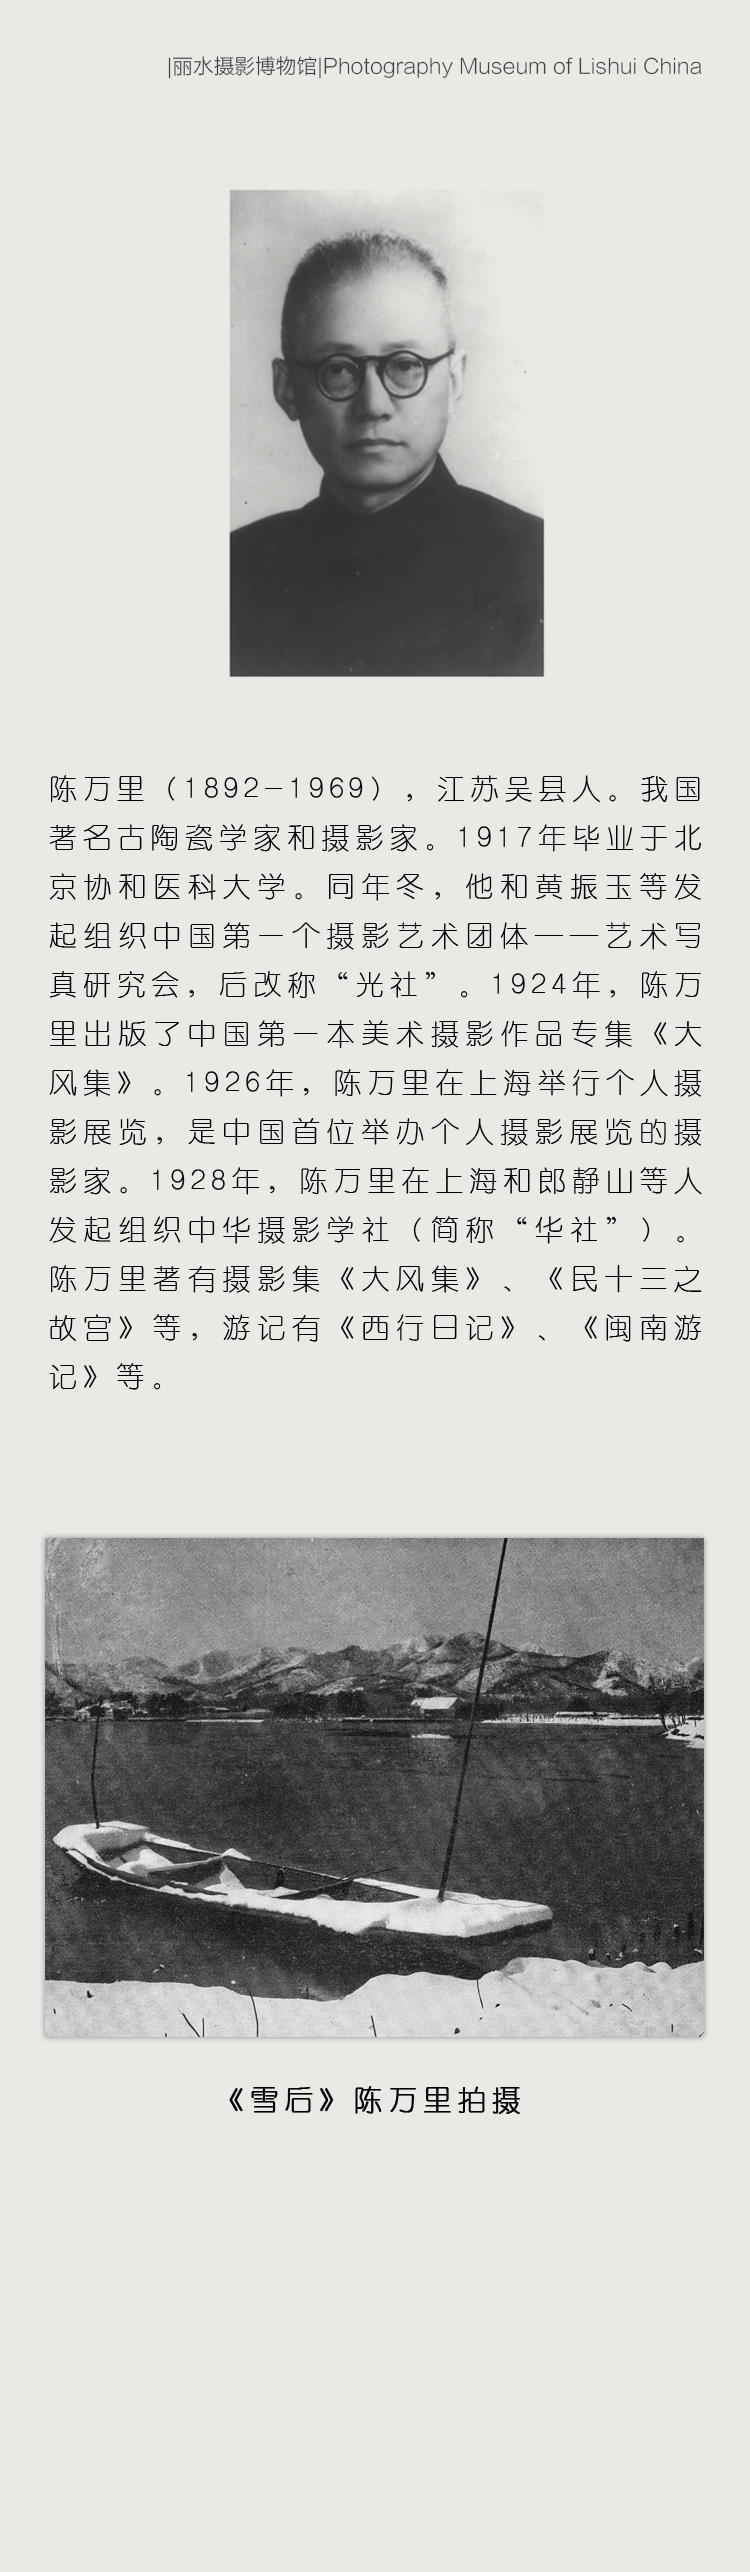 |丽水摄影博物馆|Photography Museum of Lishui China
陈万里（1892-1969），江苏吴县人。我国
著名古陶瓷学家和摄影家。1917年毕业于北
京协和医科大学。同年冬，他和黄振玉等发
起组织中国第一个摄影艺术团体——艺术写
真研究会，后改称“光社”。1924年，陈万
里出版了中国第一本美术摄影作品专集《大
风集》。1926年，陈万里在上海举行个人摄
影展览，是中国首位举办个人摄影展览的摄
影家。1928年，陈万里在上海和郎静山等人
发起组织中华摄影学社（简称“华社”）。
陈万里著有摄影集《大风集》、《民十三之
故宫》等，游记有《西行日记》、《闽南游
记》等。
《雪后》陈万里拍摄